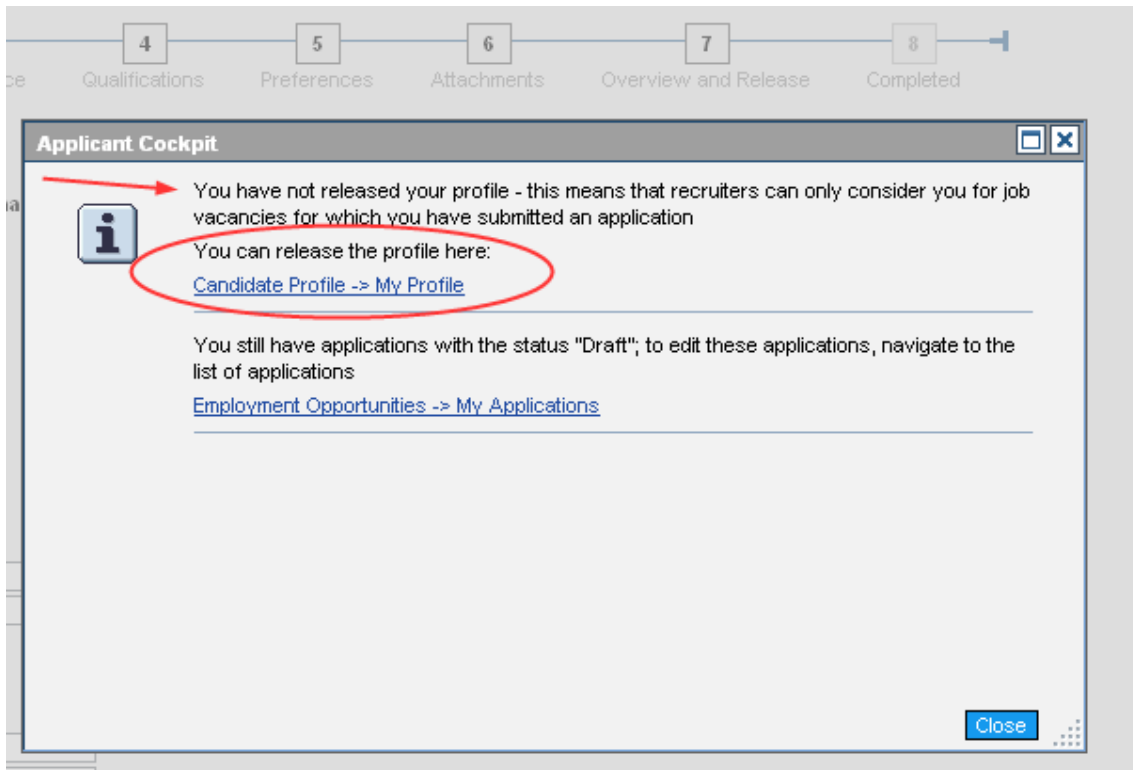 4 5 6 7 8
ce Qualifications Preferences Attachments Overview and Release Completed
Applicant Cockpit
You have not released your profile - this means that recruiters can only consider you for job
vacancies for which you have submitted an application
You can release the profile here:
Candidate Profile -> My Profile
You still have applications with the status "Draft"; to edit these applications, navigate to the
list of applications
Employment Opportunities -> My Applications
Close